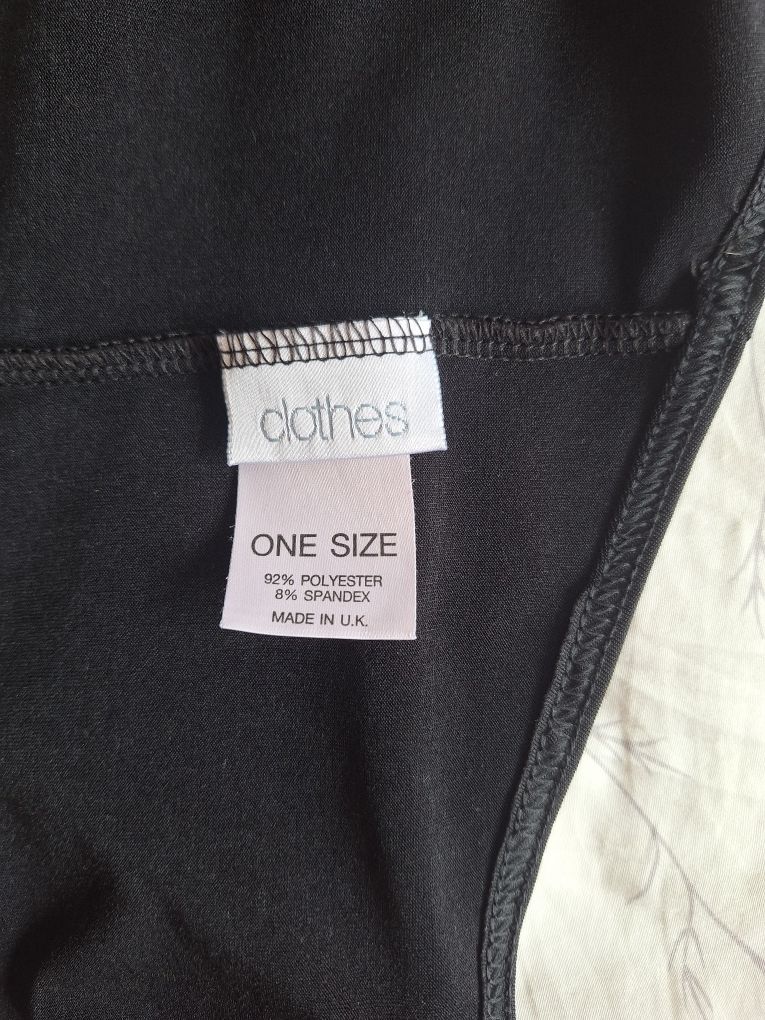 clothes
ONE SIZE
92% POLYESTER
8% SPANDEX
MADE IN U.K.